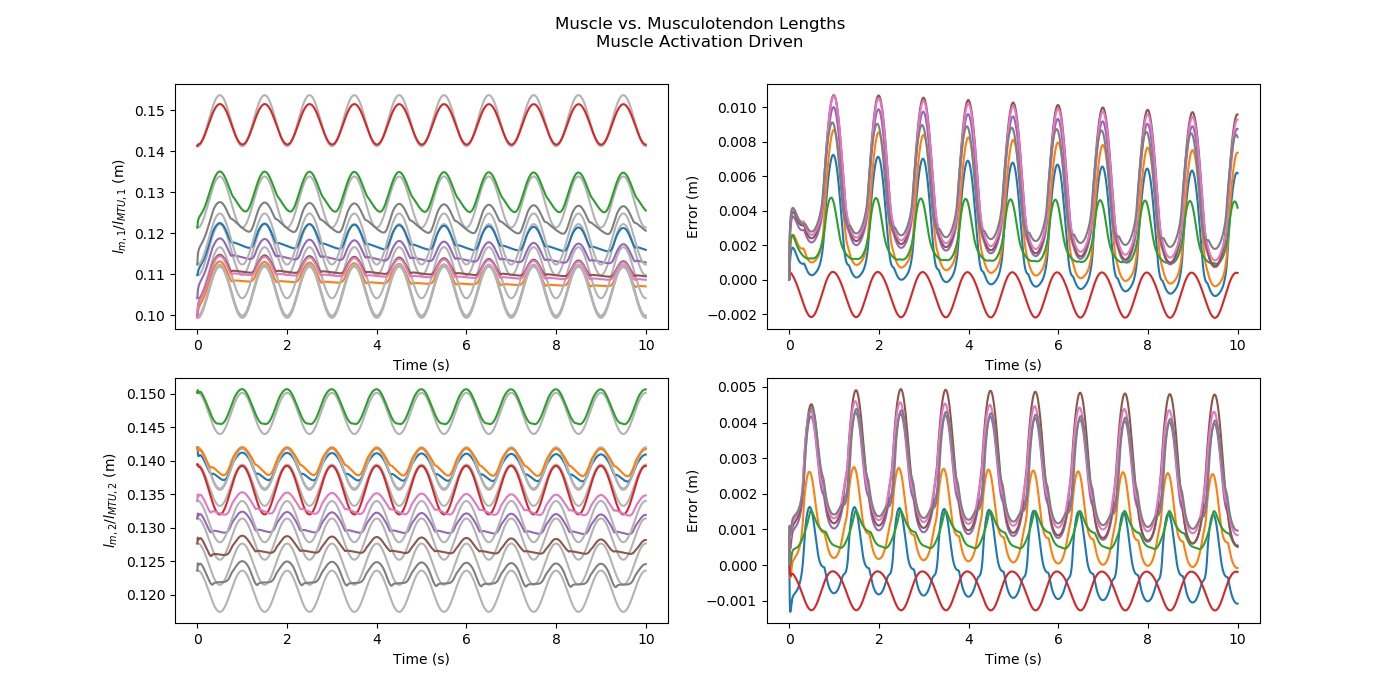 Muscle vs. Musculotendon Lengths
Muscle Activation Driven
l_{m,1}/l_{MTU,1} (m)
0.15
0.14
0.13
0.12
0.11
0.10
0 2 4 6 8 10
Time (s)
Error (m)
0.010
0.008
0.006
0.004
0.002
0.000
−0.002
0 2 4 6 8 10
Time (s)
l_{m,2}/l_{MTU,2} (m)
0.150
0.145
0.140
0.135
0.130
0.125
0.120
0 2 4 6 8 10
Time (s)
Error (m)
0.005
0.004
0.003
0.002
0.001
0.000
−0.001
0 2 4 6 8 10
Time (s)